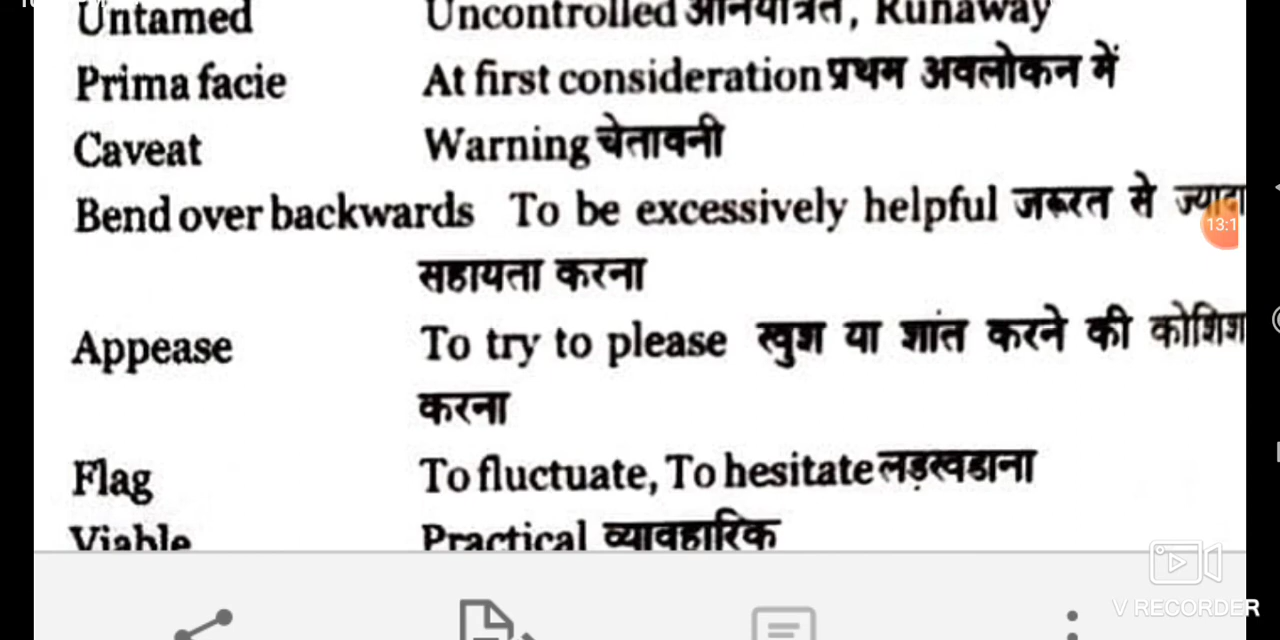 Untamed Uncontrolled अनियंत्रित, Runaway
Prima facie At first consideration प्रथम अवलोकन में
Caveat Warning चेतावनी
Bend over backwards To be excessively helpful जरूरत से ज्यादा
सहायता करना
Appease To try to please खुश या शांत करने की कोशिश
करना
Flag To fluctuate, To hesitate लड़खडाना
Viable Practical व्यावहारिक
13:1
V RECORDER